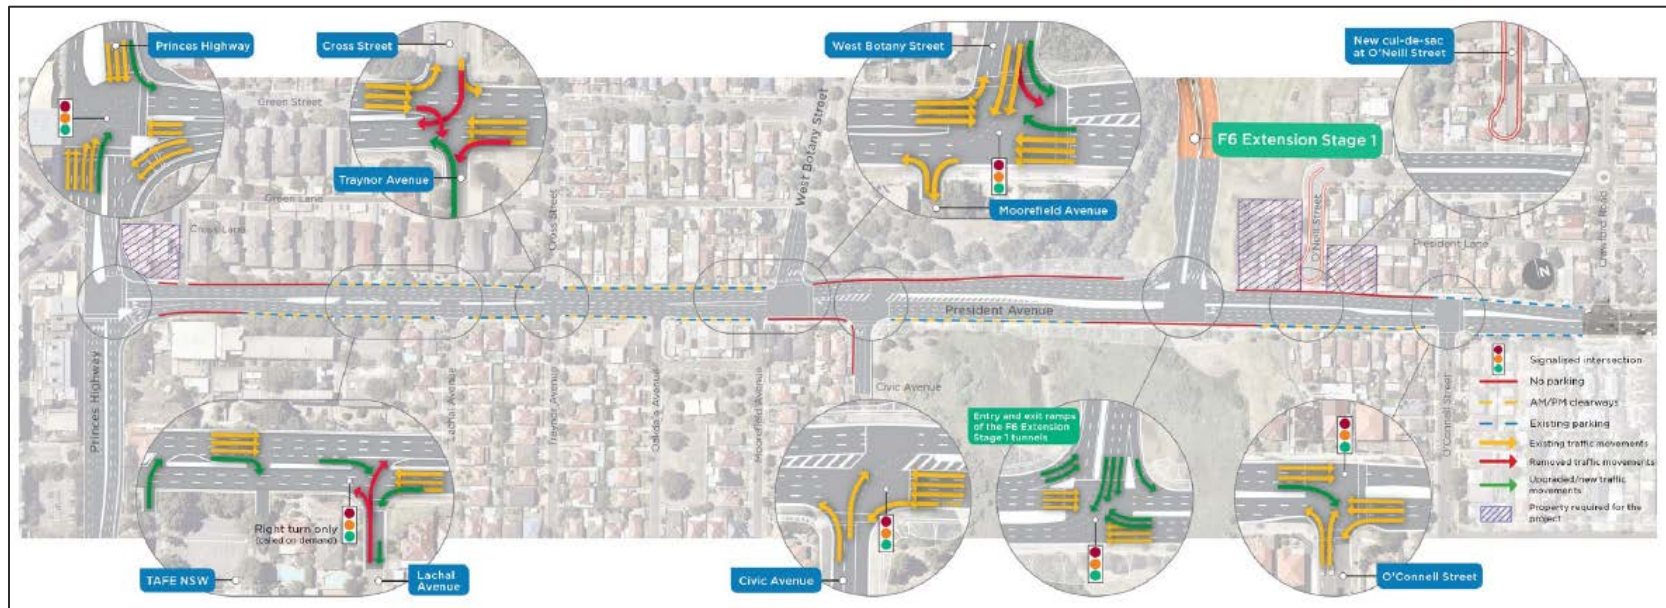 Princes Highway
Cross Street
West Botany Street
New cul-de-sac
at O'Neill Street
Green Street
F6 Extension Stage 1
Traynor Avenue
Moorefield Avenue
Green Lane
Cross Lane
Cross Street
West Botany Street
O'Neill Street
President Lane
Crawford Road
N
President Avenue
Princes Highway
Lachal Avenue
Traynor Avenue
Oakdale Avenue
Moorefield Avenue
Civic Avenue
O'Connell Street
Entry and exit ramps
of the F6 Extension
Stage 1 tunnels
Right turn only
(called on demand)
TAFE NSW
Lachal
Avenue
Civic Avenue
O'Connell Street
Signalised intersection
No parking
AM/PM clearways
Existing parking
Existing traffic movements
Removed traffic movements
Upgraded/new traffic
movements
Property required for the
project